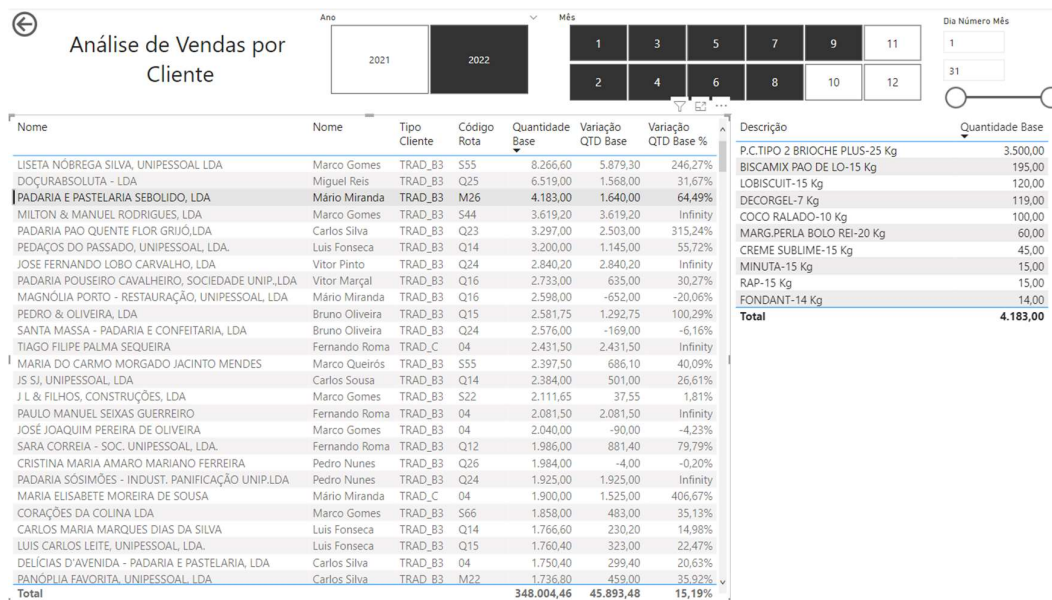 Análise de Vendas por
Cliente
Ano
2021
2022
Mês
1 3 5 7 9 11
2 4 6 8 10 12
Dia Número Mês
1
31
Nome Nome Tipo Cliente Código Rota Quantidade Base Variação QTD Base Variação QTD Base %
LISETA NÓBREGA SILVA, UNIPESSOAL LDA Marco Gomes TRAD_B3 S55 8.266,60 5.879,30 246,27%
DOÇURABSOLUTA - LDA Miguel Reis TRAD_B3 Q25 6.519,00 1.568,00 31,67%
PADARIA E PASTELARIA SEBOLIDO, LDA Mário Miranda TRAD_B3 M26 4.183,00 1.640,00 64,49%
MILTON & MANUEL RODRIGUES, LDA Marco Gomes TRAD_B3 S44 3.619,20 3.619,20 Infinity
PADARIA PAO QUENTE FLOR GRIJÓ,LDA Carlos Silva TRAD_B3 Q23 3.297,00 2.503,00 315,24%
PEDAÇOS DO PASSADO, UNIPESSOAL, LDA. Luis Fonseca TRAD_B3 Q14 3.200,00 1.145,00 55,72%
JOSE FERNANDO LOBO CARVALHO, LDA Vitor Pinto TRAD_B3 Q24 2.840,20 2.840,20 Infinity
PADARIA POUSEIRO CAVALHEIRO, SOCIEDADE UNIP.,LDA Vitor Marçal TRAD_B3 Q16 2.733,00 635,00 30,27%
MAGNÓLIA PORTO - RESTAURAÇÃO, UNIPESSOAL, LDA Mário Miranda TRAD_B3 Q16 2.598,00 -652,00 -20,06%
PEDRO & OLIVEIRA, LDA Bruno Oliveira TRAD_B3 Q15 2.581,75 1.292,75 100,29%
SANTA MASSA - PADARIA E CONFEITARIA, LDA Bruno Oliveira TRAD_B3 Q24 2.576,00 -169,00 -6,16%
TIAGO FILIPE PALMA SEQUEIRA Fernando Roma TRAD_C 04 2.431,50 2.431,50 Infinity
MARIA DO CARMO MORGADO JACINTO MENDES Marco Queirós TRAD_B3 S55 2.397,50 686,10 40,09%
JS SJ, UNIPESSOAL, LDA Carlos Sousa TRAD_B3 Q14 2.384,00 501,00 26,61%
J L & FILHOS, CONSTRUÇÕES, LDA Marco Gomes TRAD_B3 S22 2.111,65 37,55 1,81%
PAULO MANUEL SEIXAS GUERREIRO Fernando Roma TRAD_B3 04 2.081,50 2.081,50 Infinity
JOSÉ JOAQUIM PEREIRA DE OLIVEIRA Marco Gomes TRAD_B3 04 2.040,00 -90,00 -4,23%
SARA CORREIA - SOC. UNIPESSOAL, LDA. Fernando Roma TRAD_B3 Q12 1.986,00 881,40 79,79%
CRISTINA MARIA AMARO MARIANO FERREIRA Pedro Nunes TRAD_B3 Q26 1.984,00 -4,00 -0,20%
PADARIA SÓSIMÕES - INDUST. PANIFICAÇÃO UNIP.LDA Pedro Nunes TRAD_B3 Q24 1.925,00 1.925,00 Infinity
MARIA ELISABETE MOREIRA DE SOUSA Mário Miranda TRAD_C 04 1.900,00 1.525,00 406,67%
CORAÇÕES DA COLINA LDA Marco Gomes TRAD_B3 S66 1.858,00 483,00 35,13%
CARLOS MARIA MARQUES DIAS DA SILVA Luis Fonseca TRAD_B3 Q14 1.766,60 230,20 14,98%
LUIS CARLOS LEITE, UNIPESSOAL, LDA. Luis Fonseca TRAD_B3 Q15 1.760,40 323,00 22,47%
DELÍCIAS D'AVENIDA - PADARIA E PASTELARIA, LDA Carlos Silva TRAD_B3 04 1.750,40 299,40 20,63%
PANÓPLIA FAVORITA, UNIPESSOAL, LDA Carlos Silva TRAD_B3 M22 1.736,80 459,00 35,92%
Total 348.004,46 45.893,48 15,19%
Descrição Quantidade Base
P.C.TIPO 2 BRIOCHE PLUS-25 Kg 3.500,00
BISCAMIX PAO DE LO-15 Kg 195,00
LOBISCUIT-15 Kg 120,00
DECORGEL-7 Kg 119,00
COCO RALADO-10 Kg 100,00
MARG.PERLA BOLO REI-20 Kg 60,00
CREME SUBLIME-15 Kg 45,00
MINUTA-15 Kg 15,00
RAP-15 Kg 15,00
FONDANT-14 Kg 14,00
Total 4.183,00